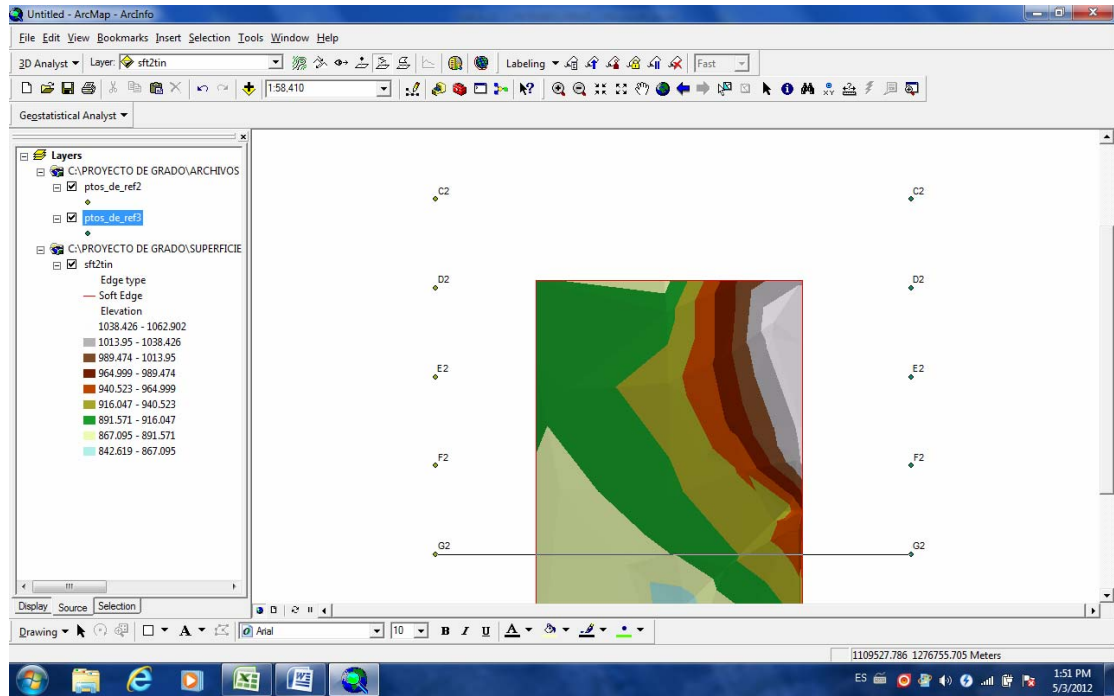 Untitled - ArcMap - ArcInfo
File Edit View Bookmarks Insert Selection Tools Window Help
3D Analyst Layer: sft2tin Labeling Fast
1:58,410
Geostatistical Analyst
Layers
C:\PROYECTO DE GRADO\ARCHIVOS
ptos_de_ref2
ptos_de_ref3
C:\PROYECTO DE GRADO\SUPERFICIE
sft2tin
Edge type
Soft Edge
Elevation
1038.426 - 1062.902
1013.95 - 1038.426
989.474 - 1013.95
964.999 - 989.474
940.523 - 964.999
916.047 - 940.523
891.571 - 916.047
867.095 - 891.571
842.619 - 867.095
C2 C2
D2 D2
E2 E2
F2 F2
G2 G2
Display Source Selection
Drawing A Arial 10 B I U A
1109527.786 1276755.705 Meters
ES 1:51 PM
5/3/2012